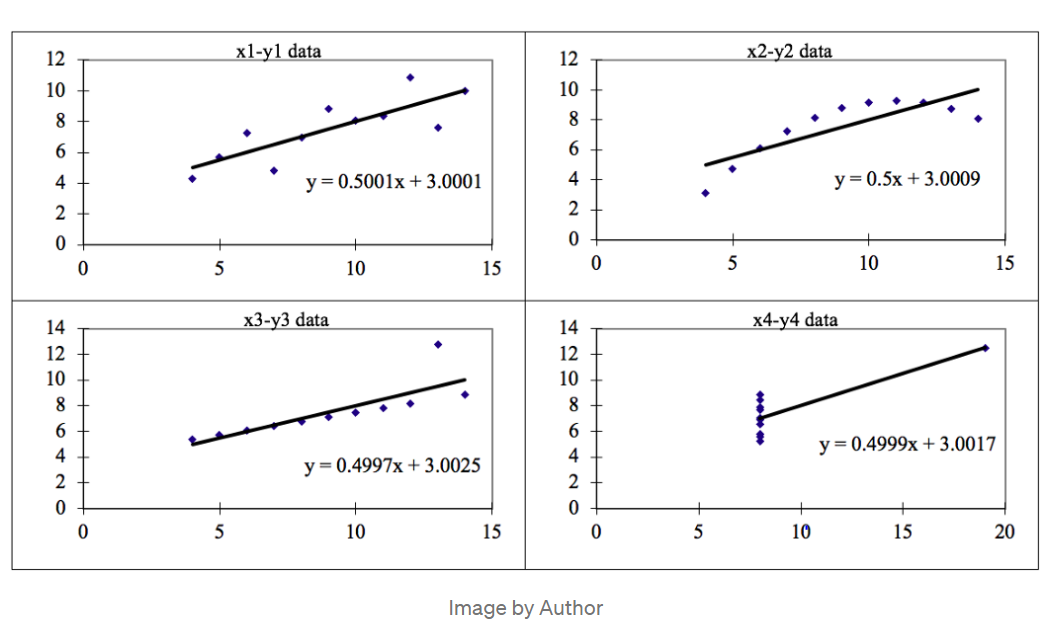 x1-y1 data
12
10
8
6
4
2
0
y = 0.5001x + 3.0001
0 5 10 15
x2-y2 data
12
10
8
6
4
2
0
y = 0.5x + 3.0009
0 5 10 15
x3-y3 data
14
12
10
8
6
4
2
0
y = 0.4997x + 3.0025
0 5 10 15
x4-y4 data
14
12
10
8
6
4
2
0
y = 0.4999x + 3.0017
0 5 10 15 20
Image by Author